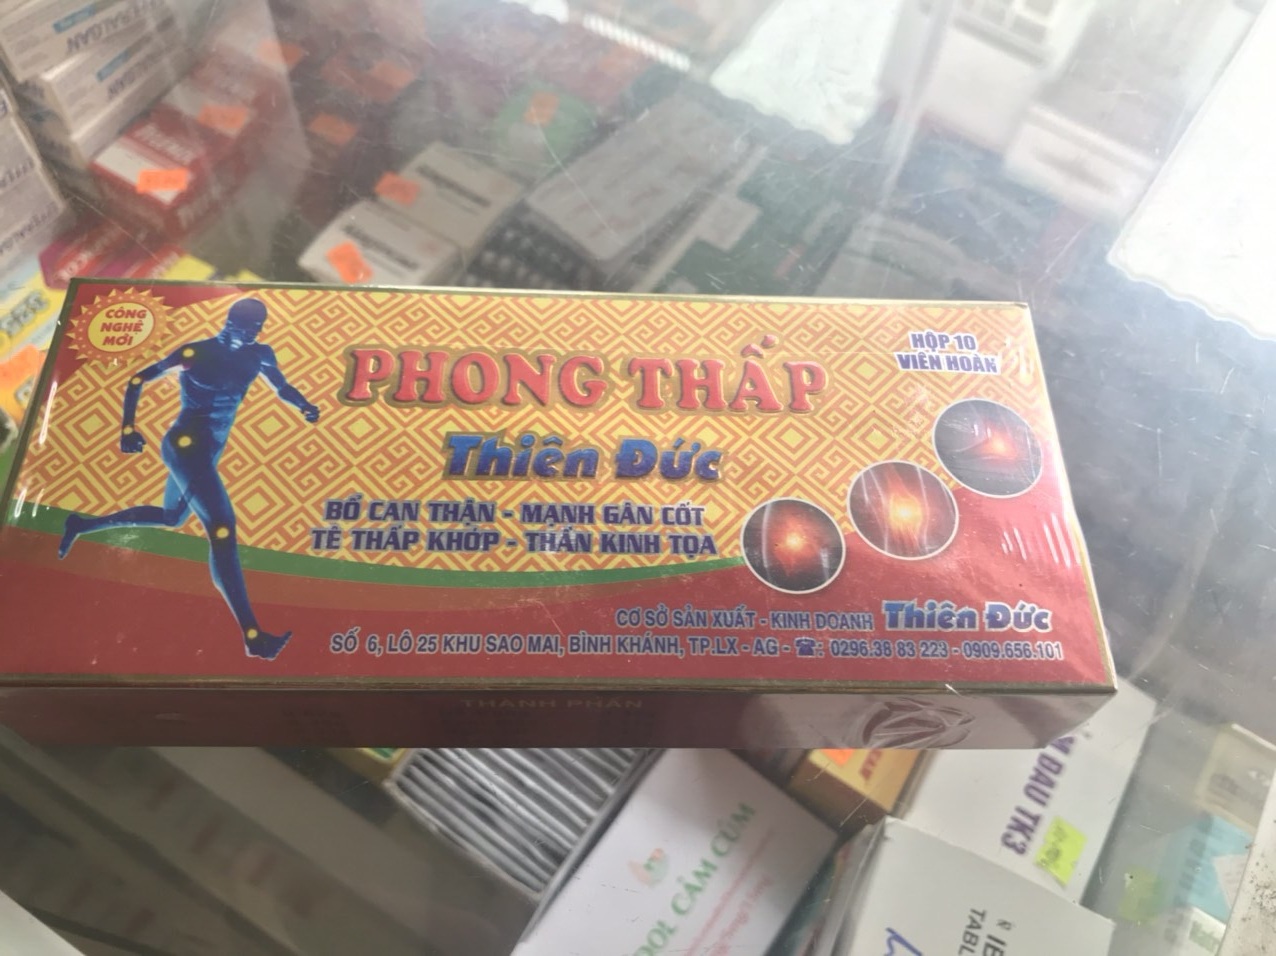 CÔNG
NGHỆ
MỚI
PHONG THẤP
HỘP 10
VIÊN HOÀN
Thiên Đức
BỔ CAN THẬN - MẠNH GÂN CỐT
TÊ THẤP KHỚP - THẦN KINH TỌA
CƠ SỞ SẢN XUẤT - KINH DOANH Thiên Đức
SỐ 6, LÔ 25 KHU SAO MAI, BÌNH KHÁNH, TP.LX - AG - ☎: 0296.38 83 223 - 0909.656.101
THÀNH PHẦN
ĐAU TK3
CẢM CÚM